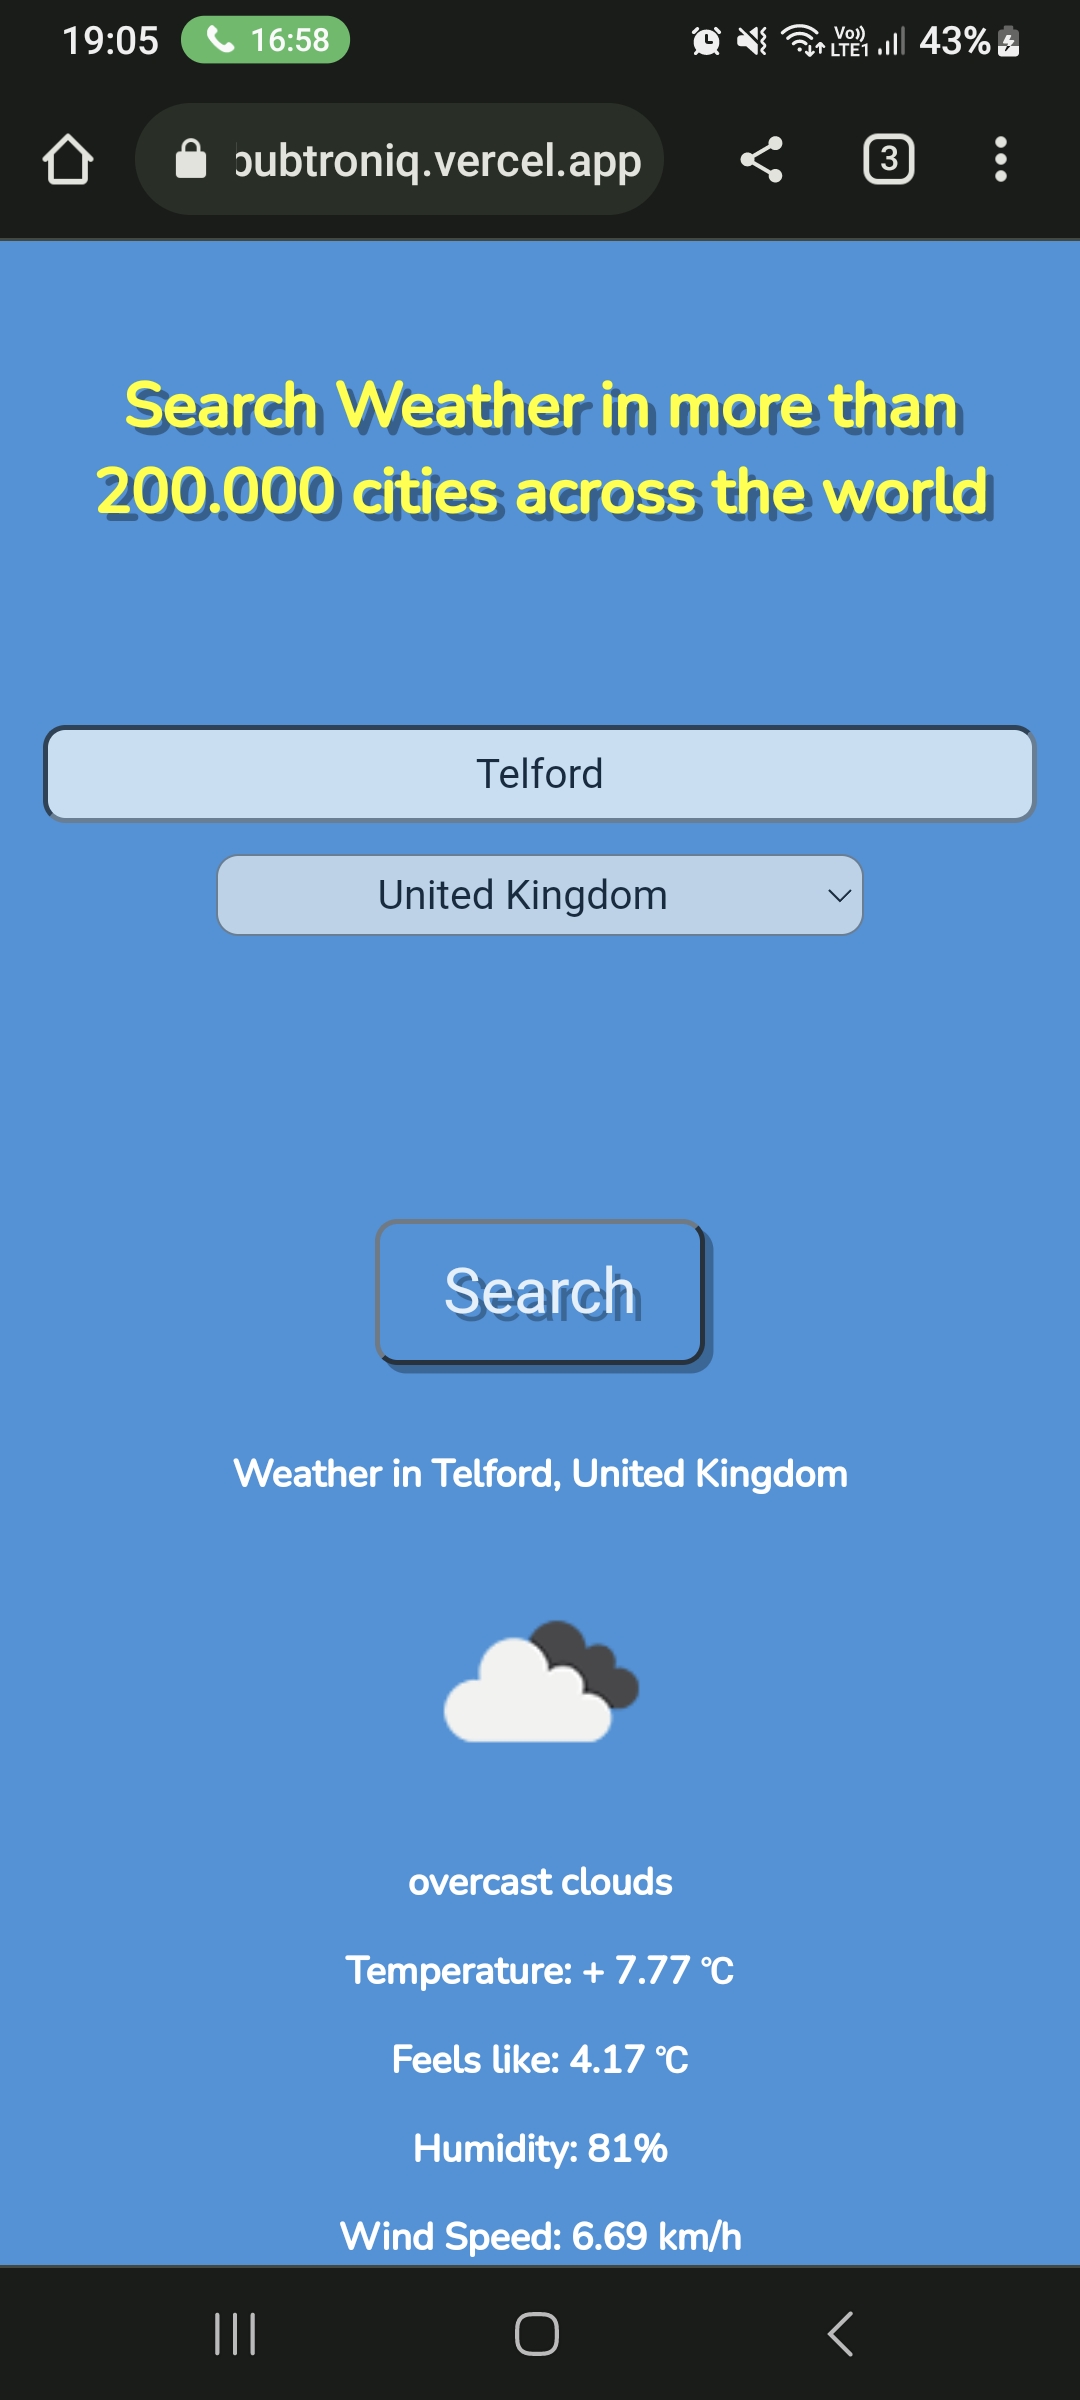 19:05
16:58
Vo))
LTE1
43%
bubtroniq.vercel.app
3
Search Weather in more than
200.000 cities across the world
Telford
United Kingdom
Search
Weather in Telford, United Kingdom
overcast clouds
Temperature: + 7.77 ℃
Feels like: 4.17 ℃
Humidity: 81%
Wind Speed: 6.69 km/h